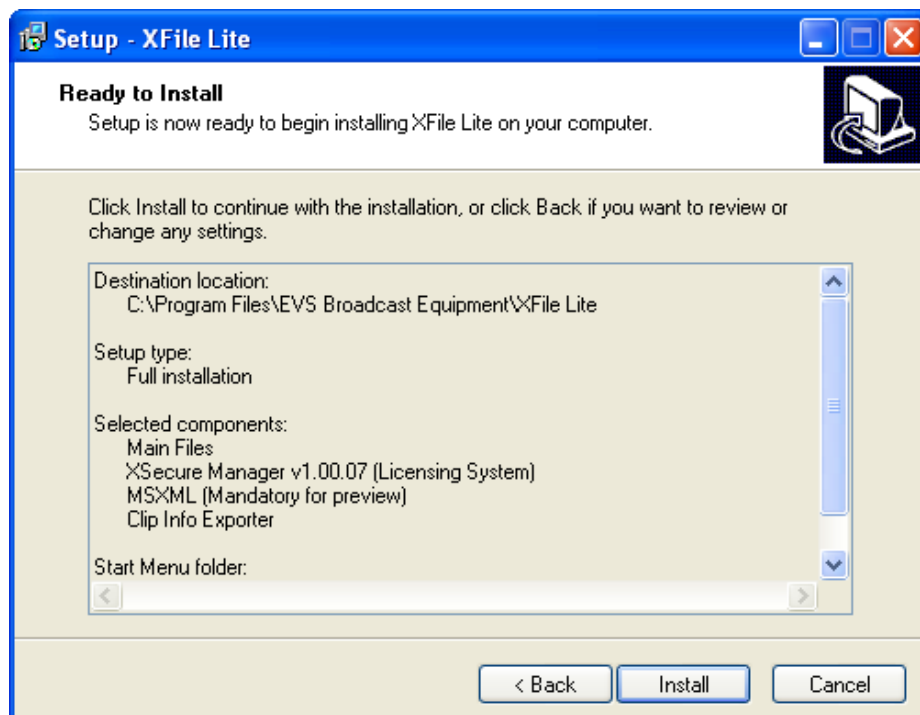 Setup - XFile Lite
Ready to Install
Setup is now ready to begin installing XFile Lite on your computer.
Click Install to continue with the installation, or click Back if you want to review or
change any settings.
Destination location:
C:\Program Files\EVS Broadcast Equipment\XFile Lite
Setup type:
Full installation
Selected components:
Main Files
XSecure Manager v1.00.07 (Licensing System)
MSXML (Mandatory for preview)
Clip Info Exporter
Start Menu folder:
< Back
Install
Cancel